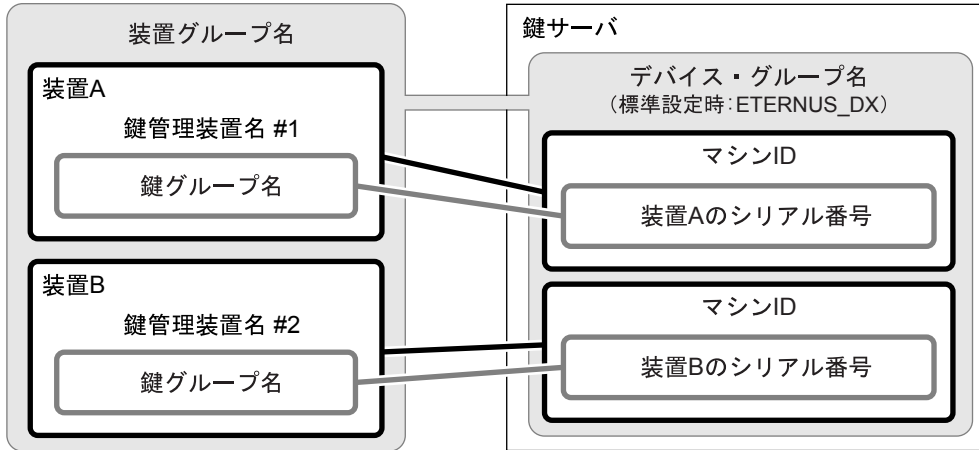 装置グループ名
装置A
鍵管理装置名 #1
鍵グループ名
装置B
鍵管理装置名 #2
鍵グループ名
鍵サーバ
デバイス・グループ名
（標準設定時：ETERNUS_DX）
マシンID
装置Aのシリアル番号
マシンID
装置Bのシリアル番号